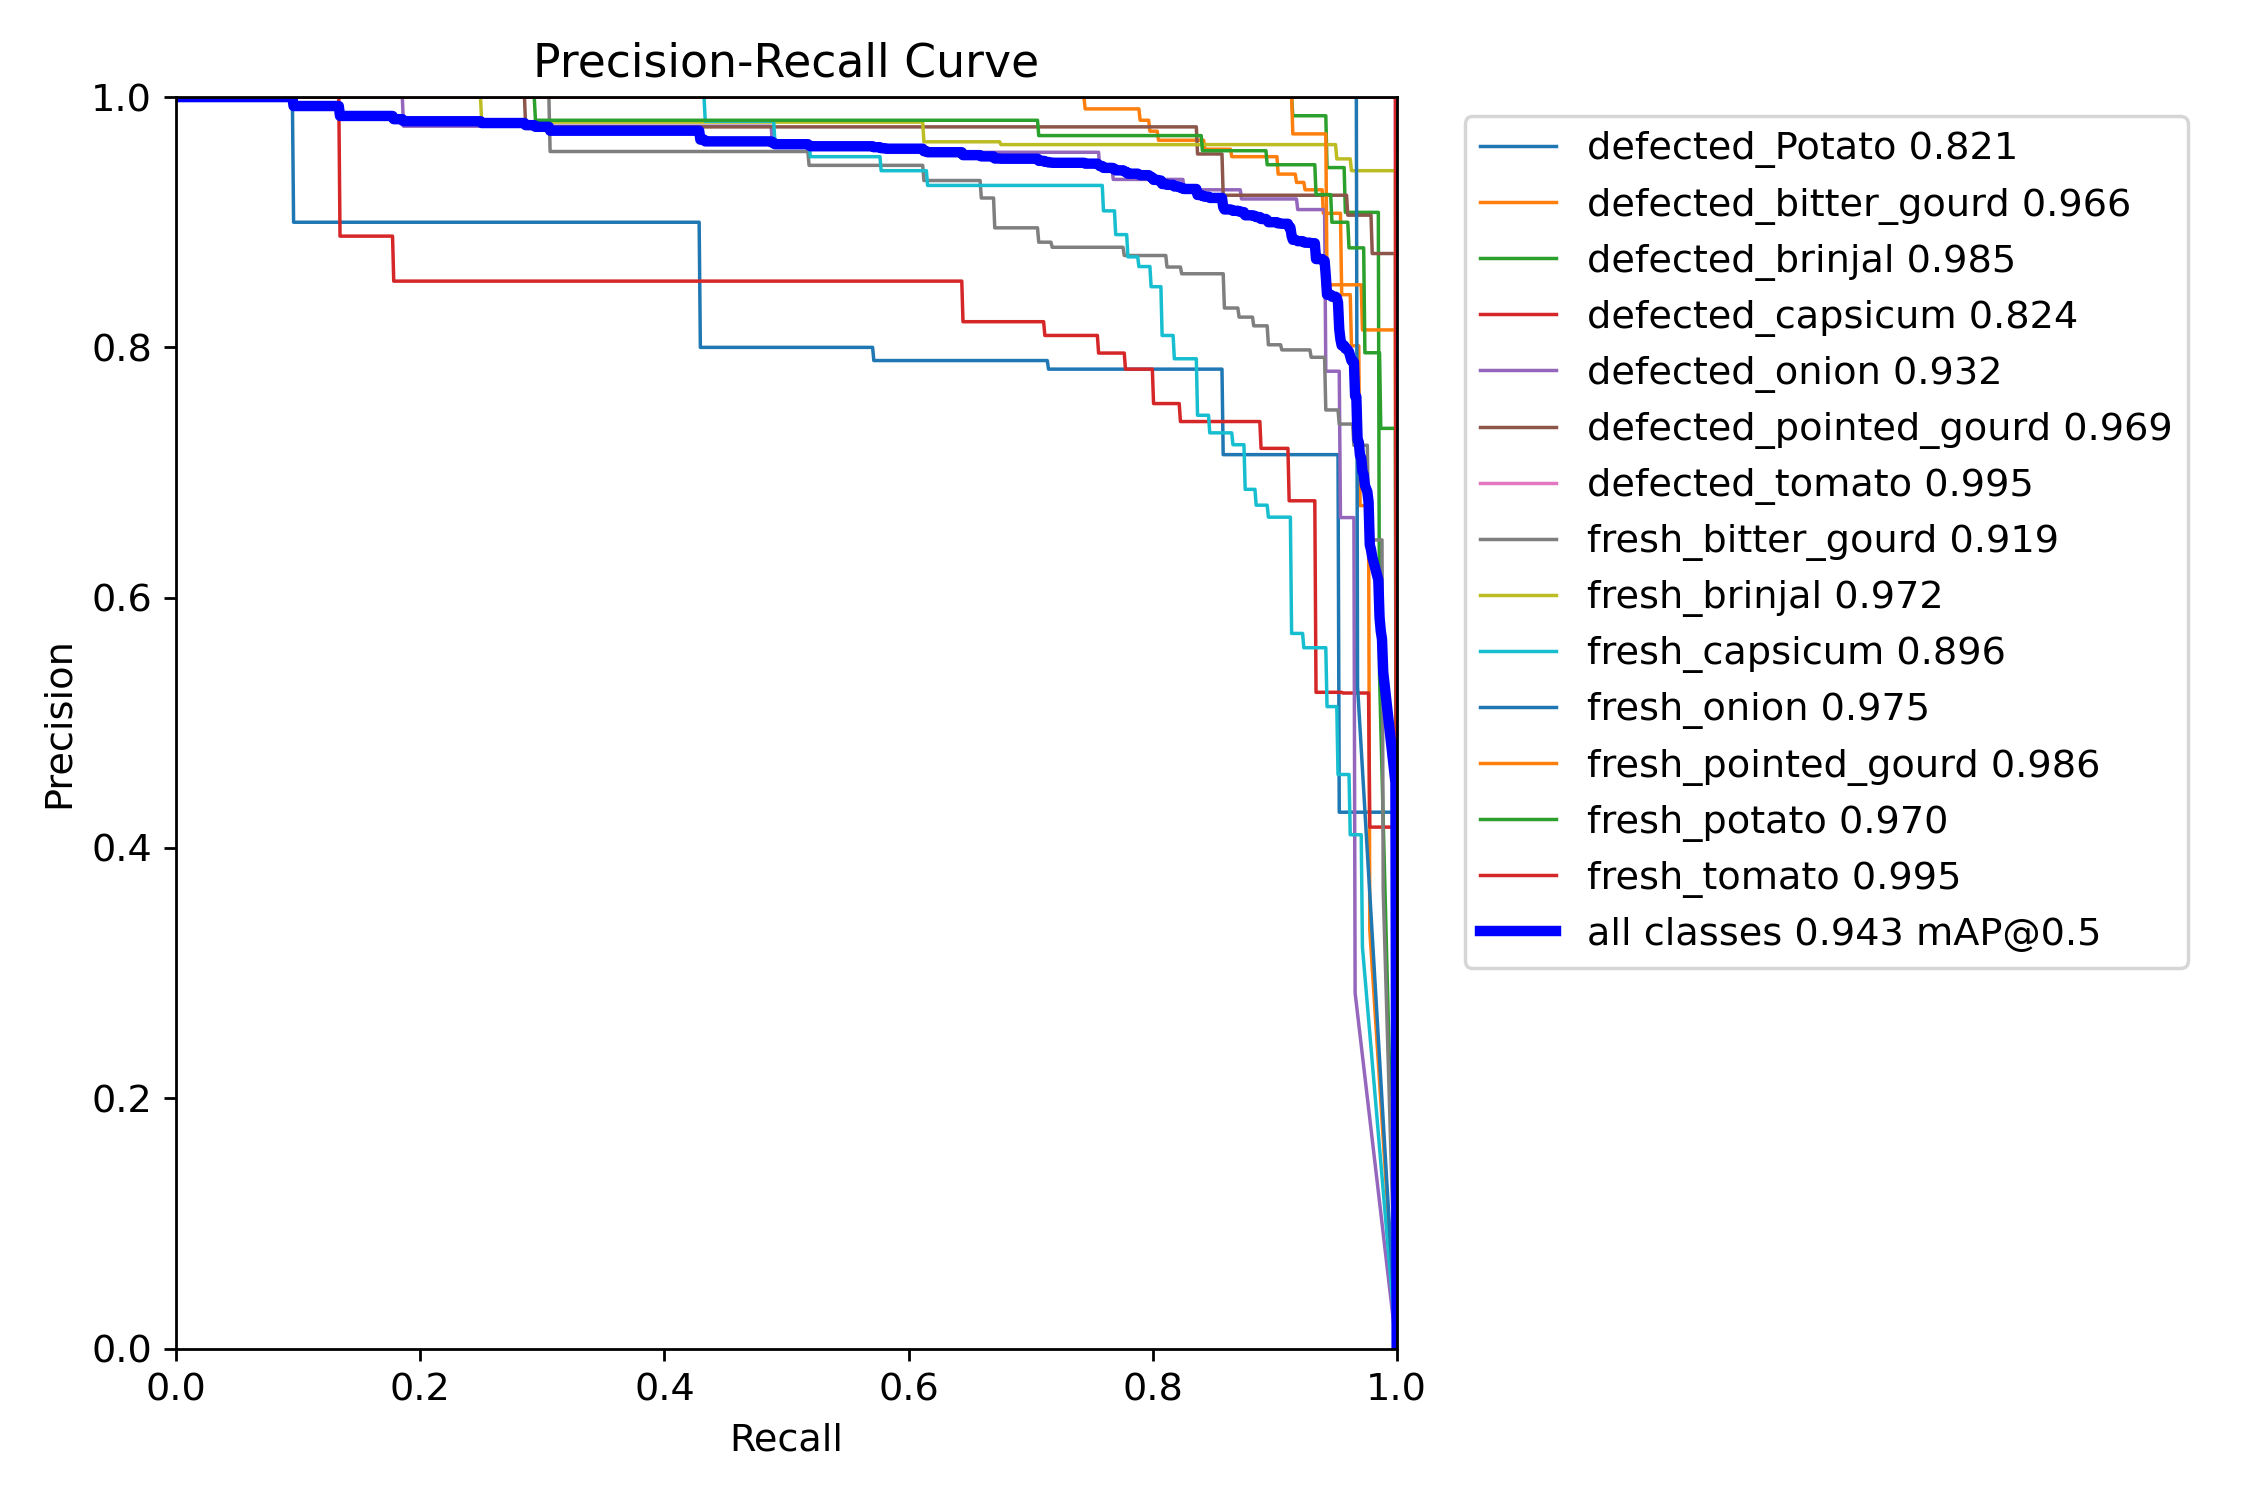 Precision-Recall Curve
1.0
0.8
0.6
0.4
0.2
0.0
Precision
0.0 0.2 0.4 0.6 0.8 1.0
Recall
defected_Potato 0.821
defected_bitter_gourd 0.966
defected_brinjal 0.985
defected_capsicum 0.824
defected_onion 0.932
defected_pointed_gourd 0.969
defected_tomato 0.995
fresh_bitter_gourd 0.919
fresh_brinjal 0.972
fresh_capsicum 0.896
fresh_onion 0.975
fresh_pointed_gourd 0.986
fresh_potato 0.970
fresh_tomato 0.995
all classes 0.943 mAP@0.5